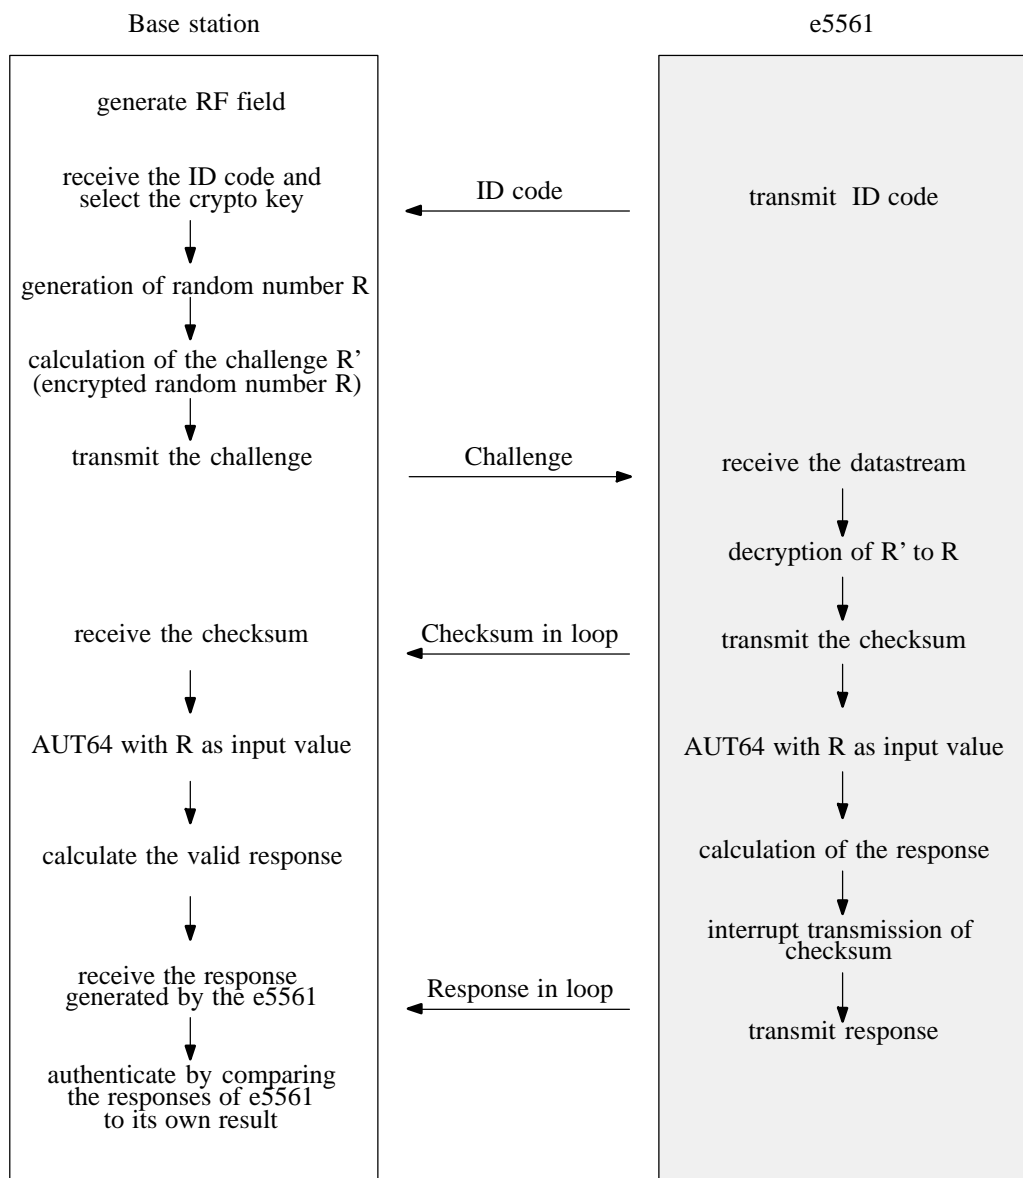 Base station
e5561
generate RF field
receive the ID code and
select the crypto key
ID code
transmit ID code
generation of random number R
calculation of the challenge R’
(encrypted random number R)
transmit the challenge
Challenge
receive the datastream
decryption of R’ to R
receive the checksum
Checksum in loop
transmit the checksum
AUT64 with R as input value
AUT64 with R as input value
calculate the valid response
calculation of the response
interrupt transmission of
checksum
receive the response
generated by the e5561
Response in loop
transmit response
authenticate by comparing
the responses of e5561
to its own result